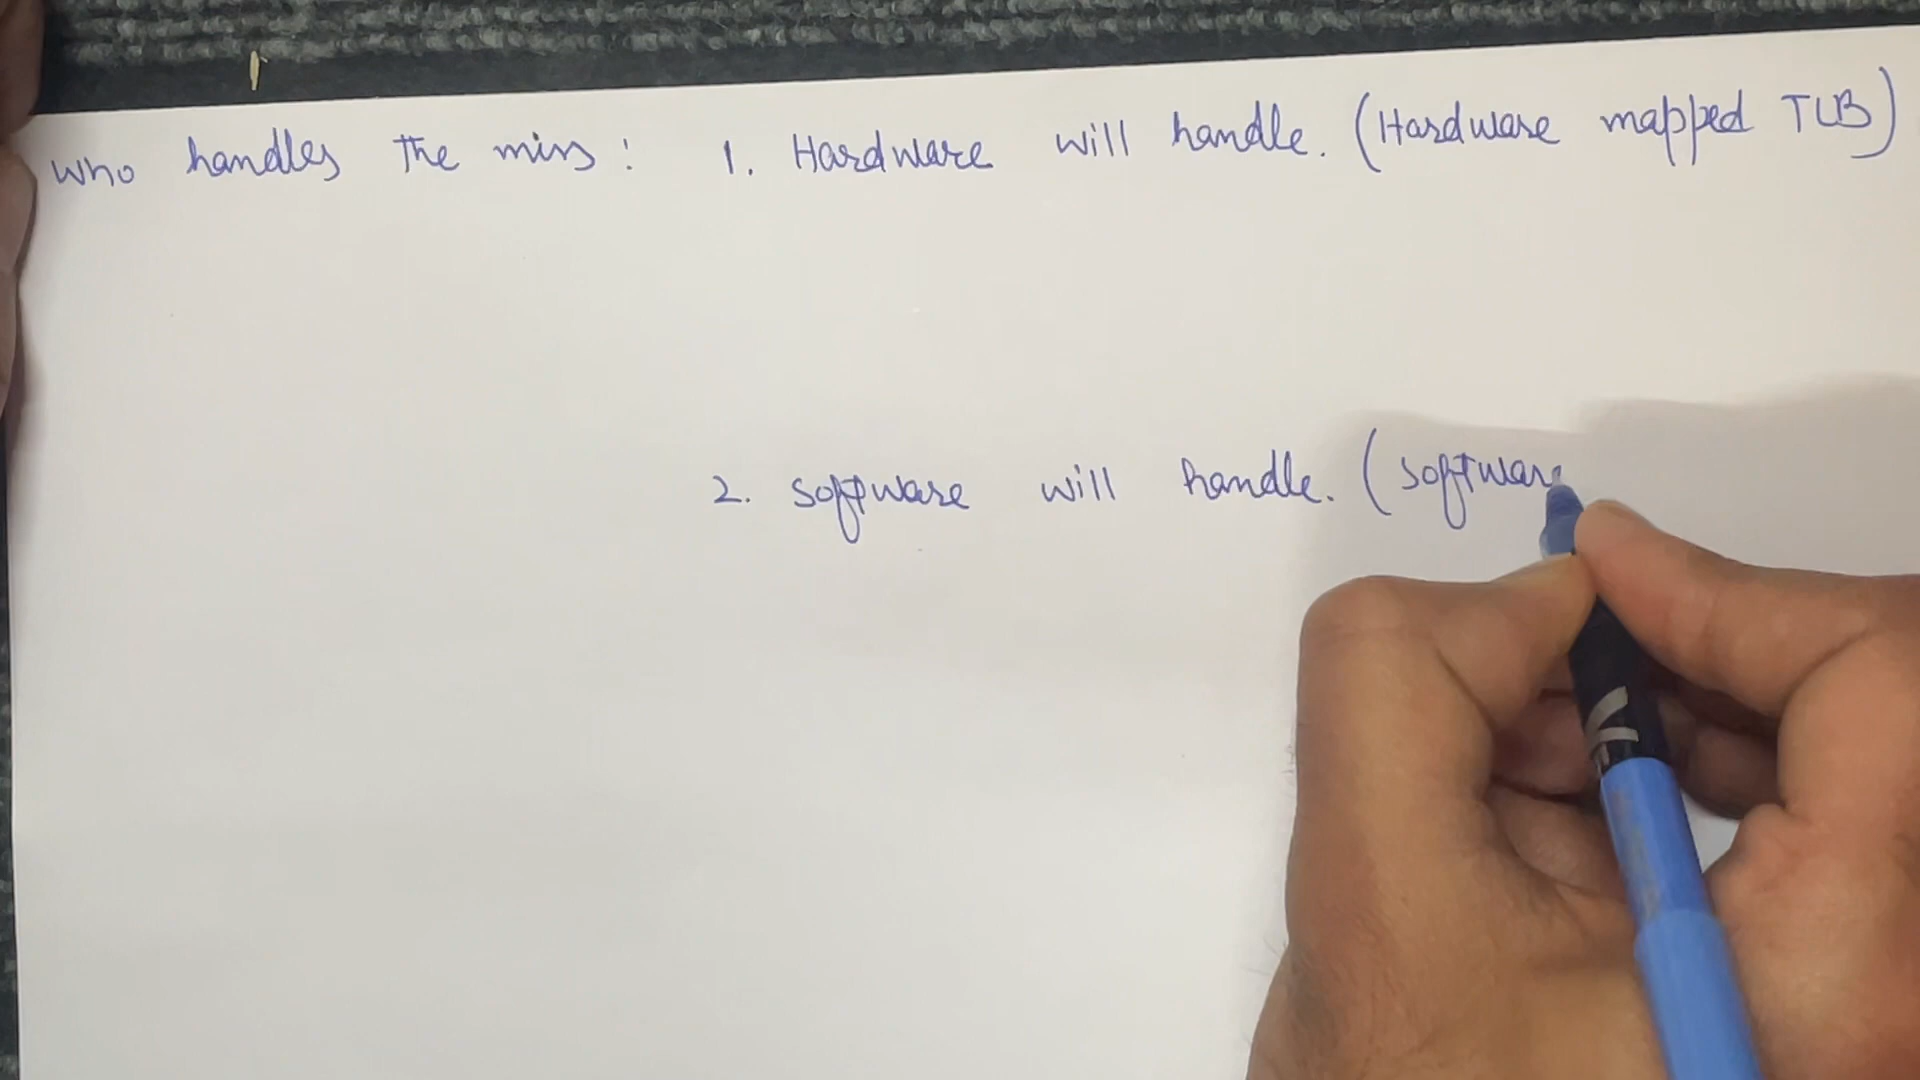 Who handles the miss : 1. Hardware will handle. (Hardware mapped TLB)
2. software will handle. (software